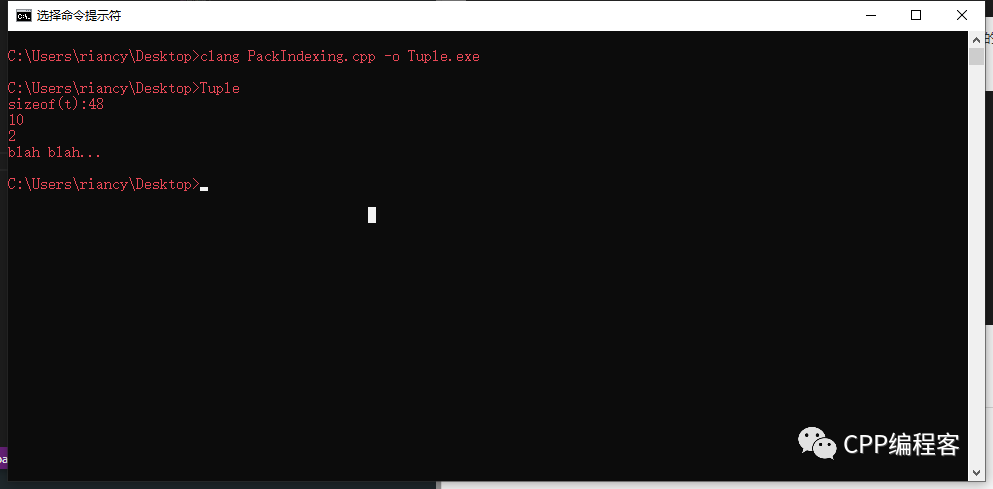 选择命令提示符
C:\Users\riancy\Desktop>clang PackIndexing.cpp -o Tuple.exe
C:\Users\riancy\Desktop>Tuple
sizeof(t):48
10
2
blah blah...
C:\Users\riancy\Desktop>
CPP编程客